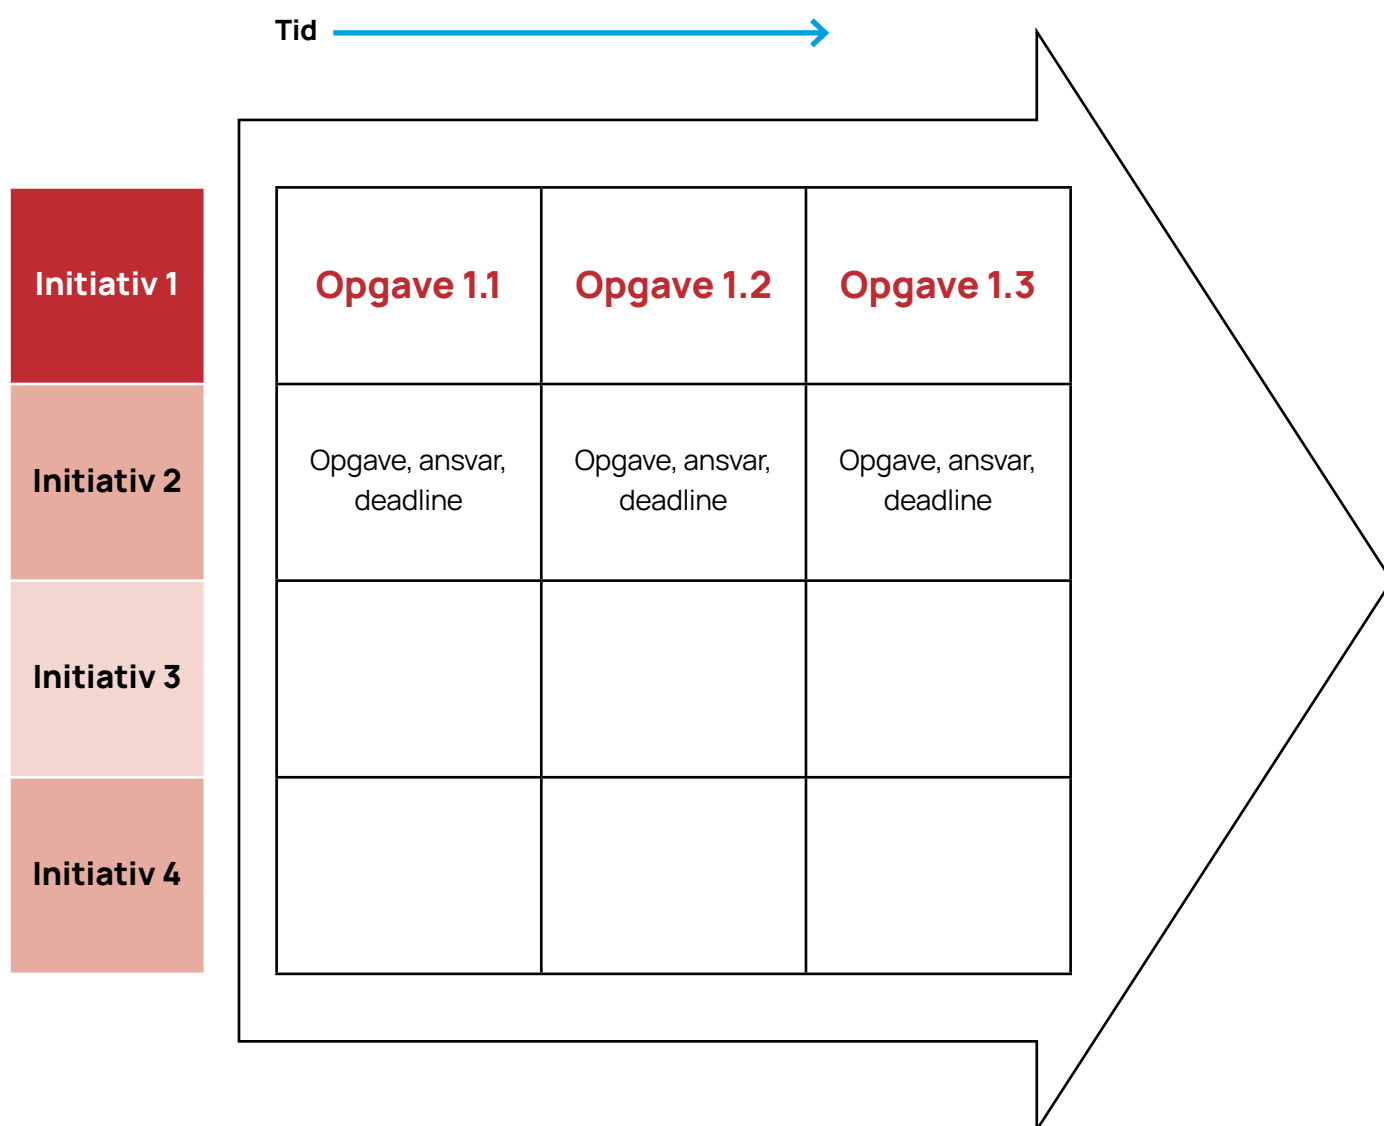 Tid
Initiativ 1
Opgave 1.1
Opgave 1.2
Opgave 1.3
Initiativ 2
Opgave, ansvar,
deadline
Opgave, ansvar,
deadline
Opgave, ansvar,
deadline
Initiativ 3
Initiativ 4